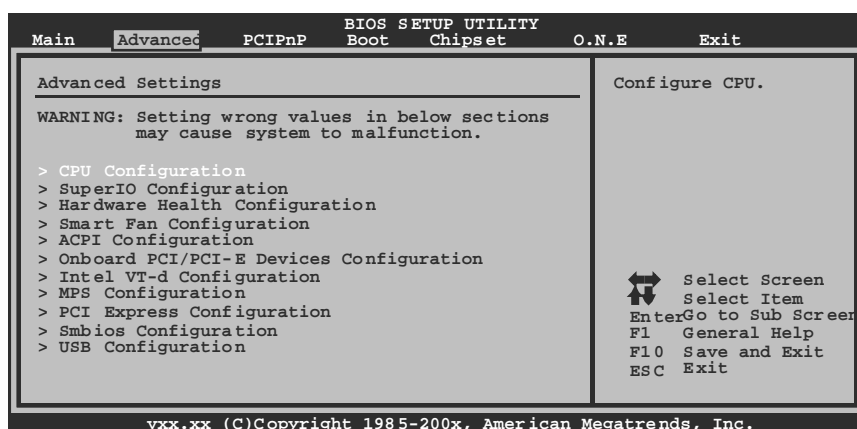 BIOS SETUP UTILITY
Main Advanced PCIPnP Boot Chipset O.N.E Exit
Advanced Settings
WARNING: Setting wrong values in below sections
may cause system to malfunction.
> CPU Configuration
> SuperIO Configuration
> Hardware Health Configuration
> Smart Fan Configuration
> ACPI Configuration
> Onboard PCI/PCI-E Devices Configuration
> Intel VT-d Configuration
> MPS Configuration
> PCI Express Configuration
> Smbios Configuration
> USB Configuration
Configure CPU.
Select Screen
Select Item
Enter Go to Sub Screen
F1 General Help
F10 Save and Exit
ESC Exit
vxx.xx (C)Copyright 1985-200x, American Megatrends, Inc.